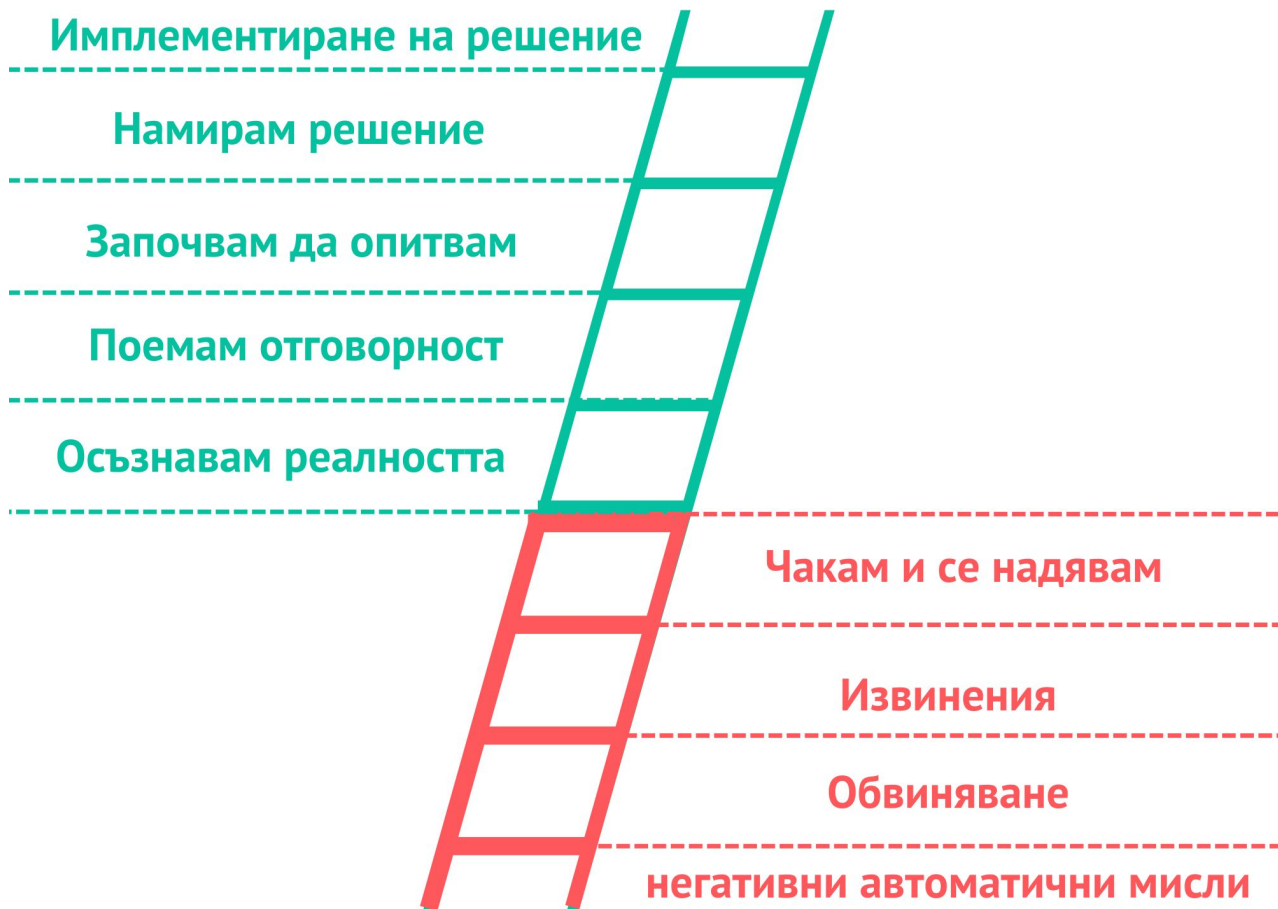 Имплементиране на решение
Намирам решение
Започвам да опитвам
Поемам отговорност
Осъзнавам реалността
Чакам и се надявам
Извинения
Обвиняване
негативни автоматични мисли